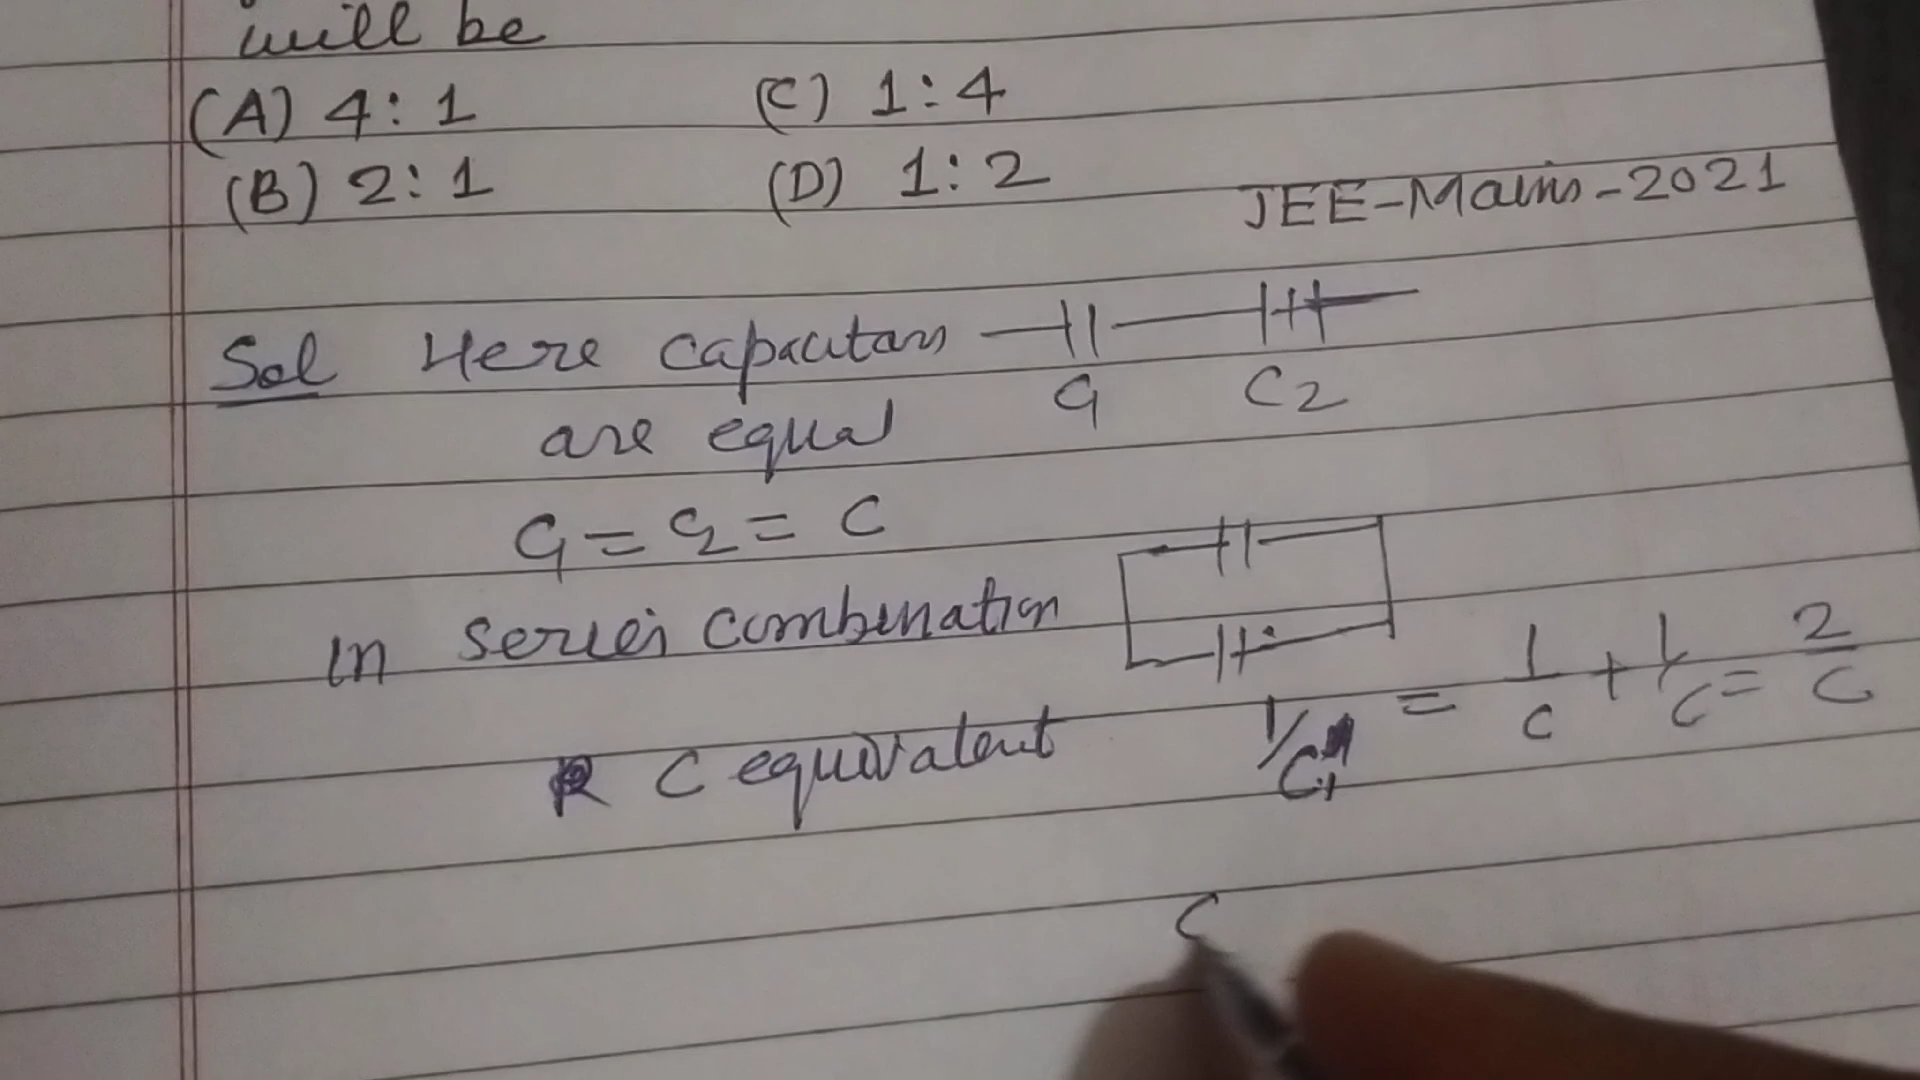 will be
(A) 4:1 (C) 1:4
(B) 2:1 (D) 1:2
JEE-Mains-2021
Sol Here capacitors
C1 C2
are equal
C1 = C2 = C
in series combination
C equivalent 1/C1 = 1/C + 1/C = 2/C
C